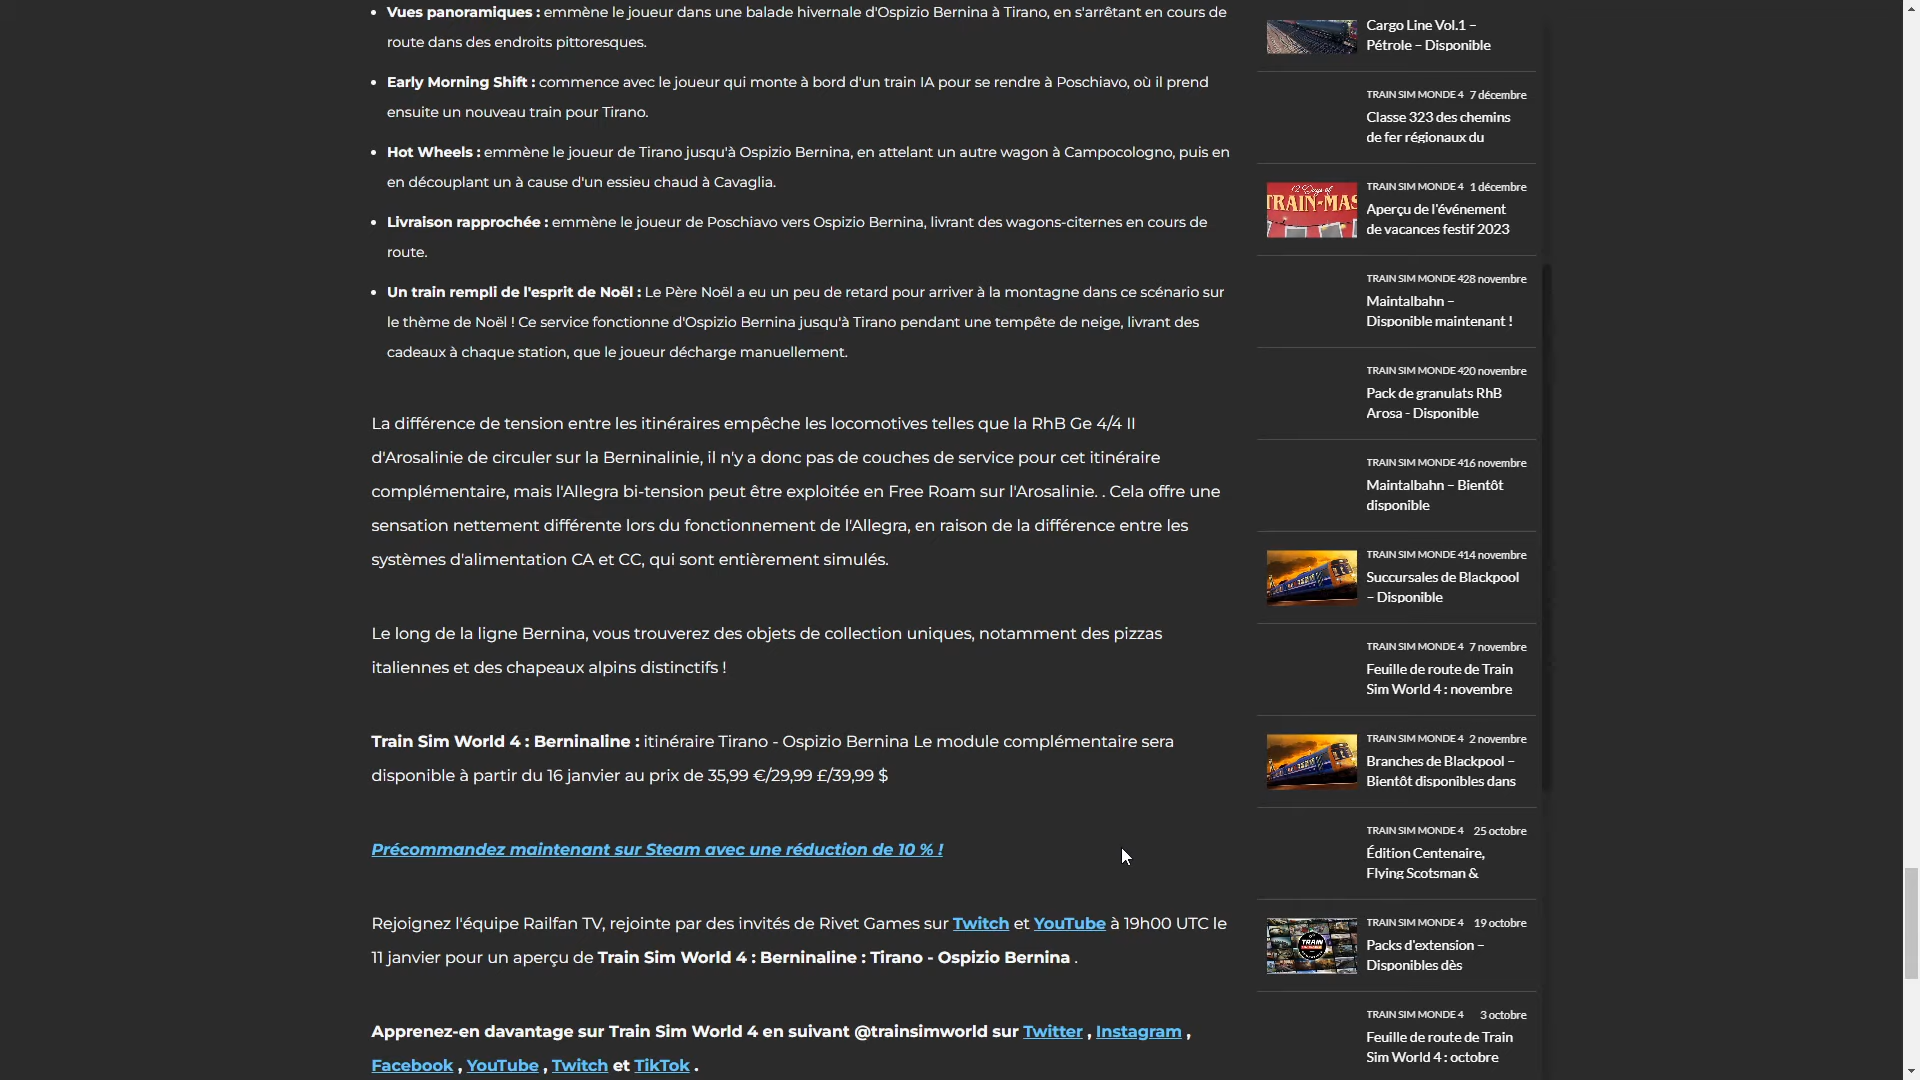 Vues panoramiques : emmène le joueur dans une balade hivernale d'Ospizio Bernina à Tirano, en s'arrêtant en cours de
route dans des endroits pittoresques.
Early Morning Shift : commence avec le joueur qui monte à bord d'un train IA pour se rendre à Poschiavo, où il prend
ensuite un nouveau train pour Tirano.
Hot Wheels : emmène le joueur de Tirano jusqu'à Ospizio Bernina, en attelant un autre wagon à Campocologno, puis en
en découplant un à cause d'un essieu chaud à Cavaglia.
Livraison rapprochée : emmène le joueur de Poschiavo vers Ospizio Bernina, livrant des wagons-citernes en cours de
route.
Un train rempli de l'esprit de Noël : Le Père Noël a eu un peu de retard pour arriver à la montagne dans ce scénario sur
le thème de Noël ! Ce service fonctionne d'Ospizio Bernina jusqu'à Tirano pendant une tempête de neige, livrant des
cadeaux à chaque station, que le joueur décharge manuellement.
La différence de tension entre les itinéraires empêche les locomotives telles que la RhB Ge 4/4 II
d'Arosalinie de circuler sur la Berninalinie, il n'y a donc pas de couches de service pour cet itinéraire
complémentaire, mais l'Allegra bi-tension peut être exploitée en Free Roam sur l'Arosalinie. . Cela offre une
sensation nettement différente lors du fonctionnement de l'Allegra, en raison de la différence entre les
systèmes d'alimentation CA et CC, qui sont entièrement simulés.
Le long de la ligne Bernina, vous trouverez des objets de collection uniques, notamment des pizzas
italiennes et des chapeaux alpins distinctifs !
Train Sim World 4 : Berninaline : itinéraire Tirano - Ospizio Bernina Le module complémentaire sera
disponible à partir du 16 janvier au prix de 35,99 €/29,99 £/39,99 $
Précommandez maintenant sur Steam avec une réduction de 10 % !
Rejoignez l'équipe Railfan TV, rejointe par des invités de Rivet Games sur Twitch et YouTube à 19h00 UTC le
11 janvier pour un aperçu de Train Sim World 4 : Berninaline : Tirano - Ospizio Bernina .
Apprenez-en davantage sur Train Sim World 4 en suivant @trainsimworld sur Twitter , Instagram ,
Facebook , YouTube , Twitch et TikTok .
Cargo Line Vol.1 –
Pétrole – Disponible
TRAIN SIM MONDE 4 7 décembre
Classe 323 des chemins
de fer régionaux du
12 Days of
TRAIN-MAS
TRAIN SIM MONDE 4 1 décembre
Aperçu de l'événement
de vacances festif 2023
TRAIN SIM MONDE 4 28 novembre
Maintalbahn –
Disponible maintenant !
TRAIN SIM MONDE 4 20 novembre
Pack de granulats RhB
Arosa - Disponible
TRAIN SIM MONDE 4 16 novembre
Maintalbahn – Bientôt
disponible
TRAIN SIM MONDE 4 14 novembre
Succursales de Blackpool
– Disponible
TRAIN SIM MONDE 4 7 novembre
Feuille de route de Train
Sim World 4 : novembre
TRAIN SIM MONDE 4 2 novembre
Branches de Blackpool –
Bientôt disponibles dans
TRAIN SIM MONDE 4 25 octobre
Édition Centenaire,
Flying Scotsman &
TRAIN
TRAIN SIM MONDE 4 19 octobre
Packs d'extension –
Disponibles dès
TRAIN SIM MONDE 4 3 octobre
Feuille de route de Train
Sim World 4 : octobre